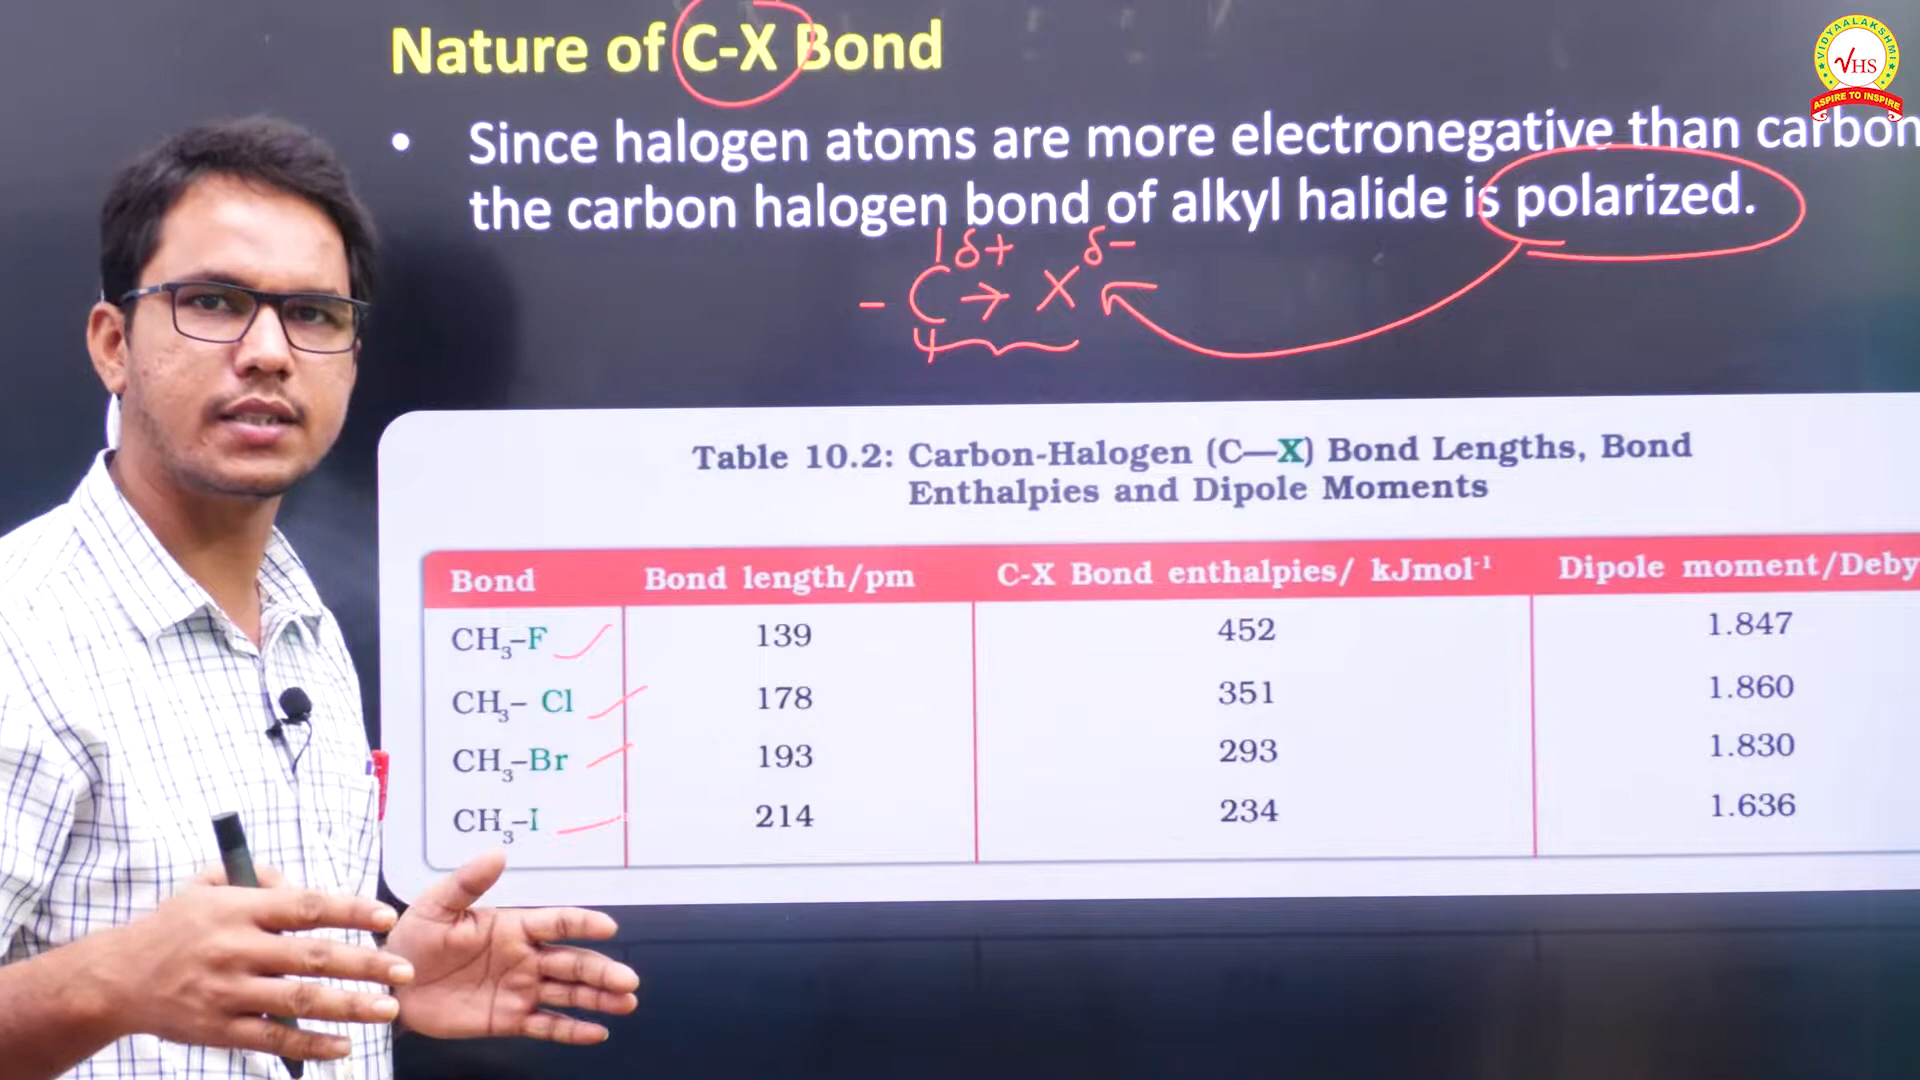 Nature of C-X Bond
• Since halogen atoms are more electronegative than carbon
the carbon halogen bond of alkyl halide is polarized.
δ+ δ-
- C → X
Table 10.2: Carbon-Halogen (C—X) Bond Lengths, Bond
Enthalpies and Dipole Moments
Bond Bond length/pm C-X Bond enthalpies/ kJmol⁻¹ Dipole moment/Deby
CH₃–F 139 452 1.847
CH₃– Cl 178 351 1.860
CH₃–Br 193 293 1.830
CH₃–I 214 234 1.636
VIDYAALAKSHMI
VHS
ASPIRE TO INSPIRE